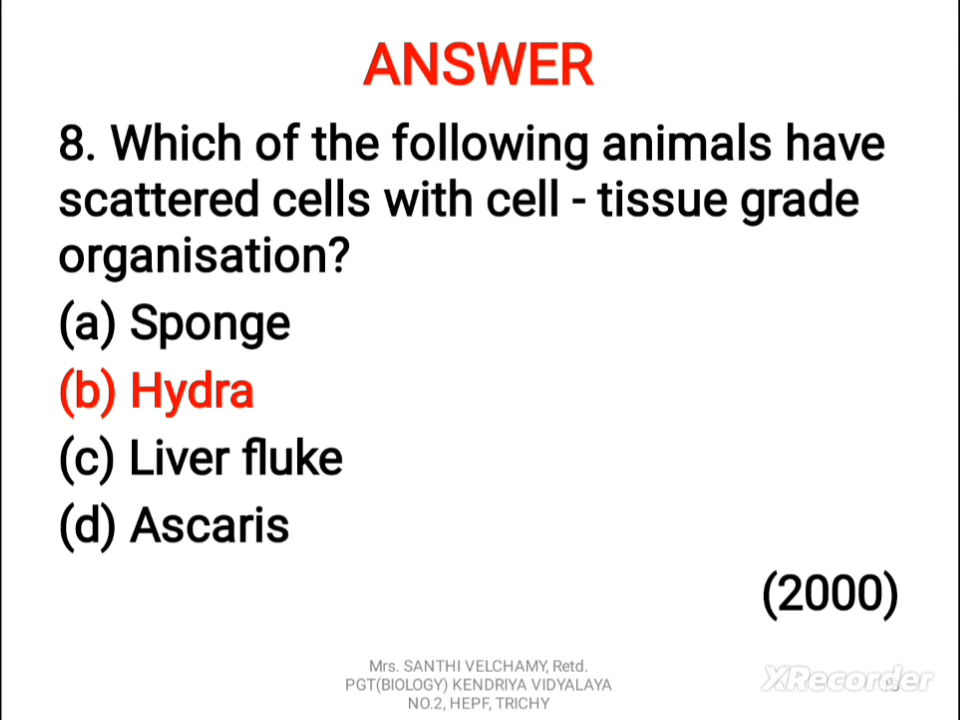 ANSWER
8. Which of the following animals have
scattered cells with cell - tissue grade
organisation?
(a) Sponge
(b) Hydra
(c) Liver fluke
(d) Ascaris
(2000)
Mrs. SANTHI VELCHAMY, Retd.
PGT(BIOLOGY) KENDRIYA VIDYALAYA
NO.2, HEPF, TRICHY
XRecorder